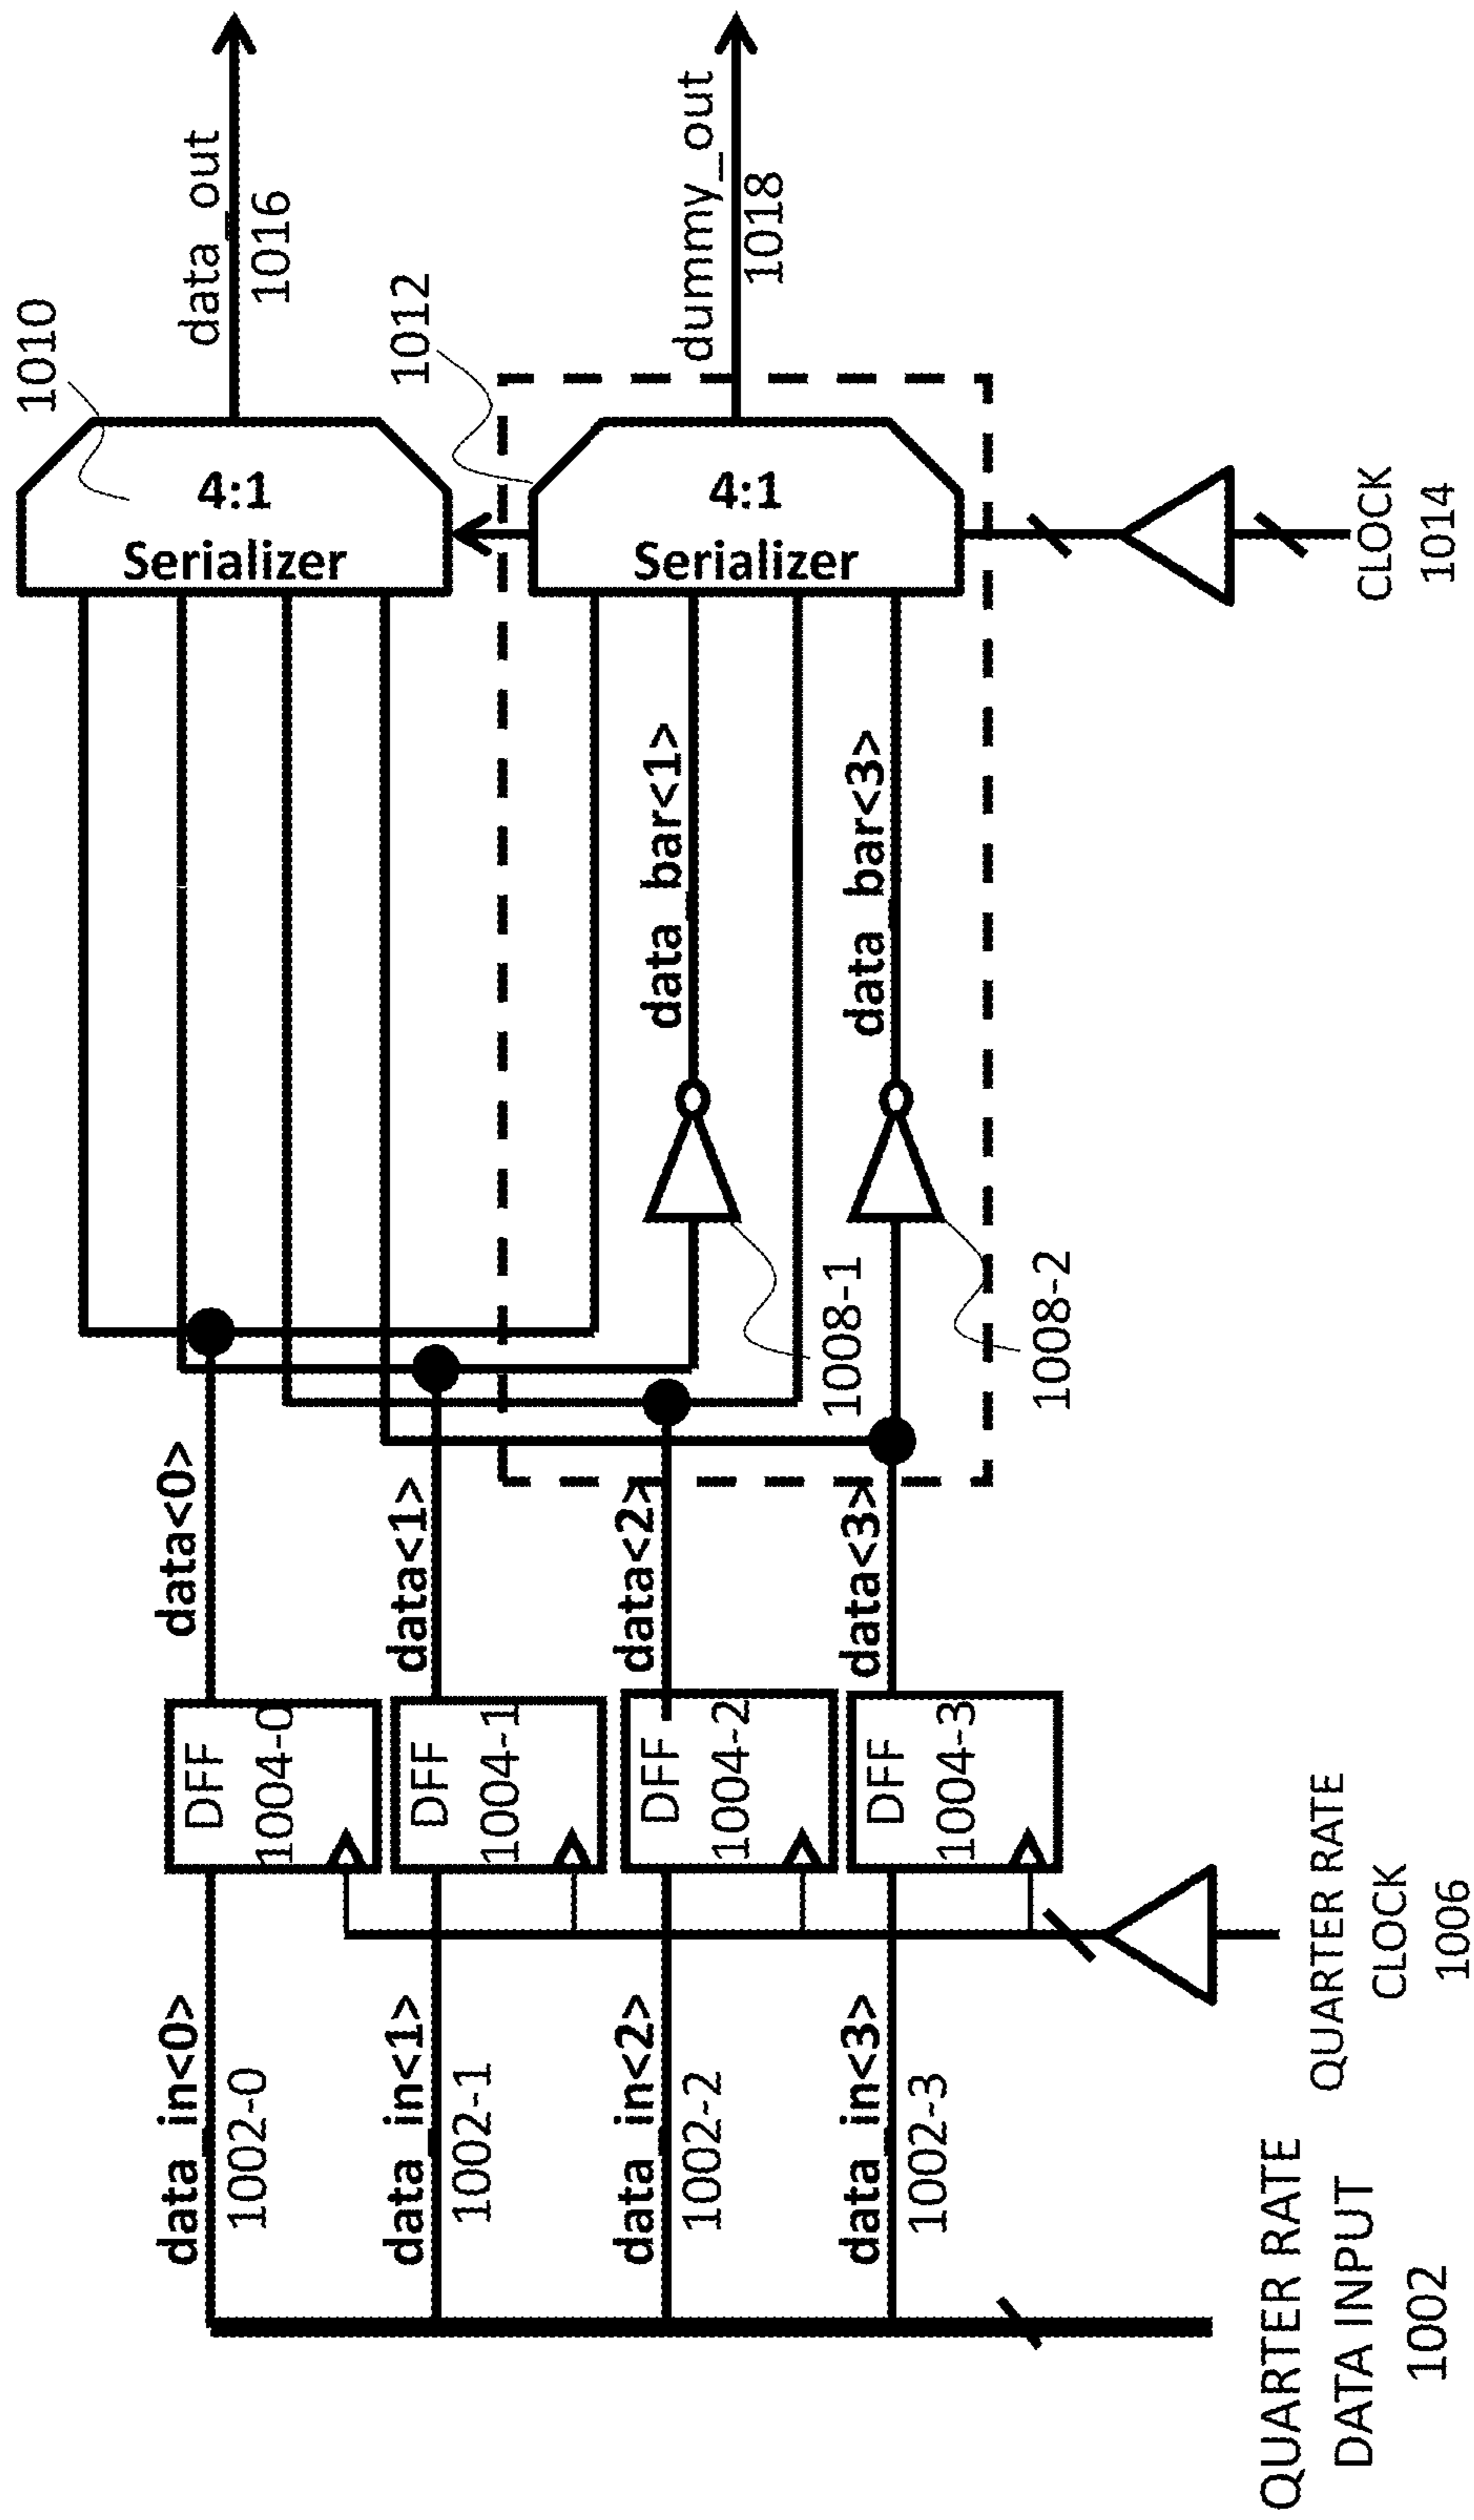 data_in<0>
1002-0
data_in<1>
1002-1
data_in<2>
1002-2
data_in<3>
1002-3
QUARTER RATE
DATA INPUT
1002
DFF
1004-0
DFF
1004-1
DFF
1004-2
DFF
1004-3
QUARTER RATE
CLOCK
1006
data<0>
data<1>
data<2>
data<3>
1008-1
1008-2
data_bar<1>
data_bar<3>
4:1
Serializer
1010
4:1
Serializer
1012
CLOCK
1014
data_out
1016
dummy_out
1018